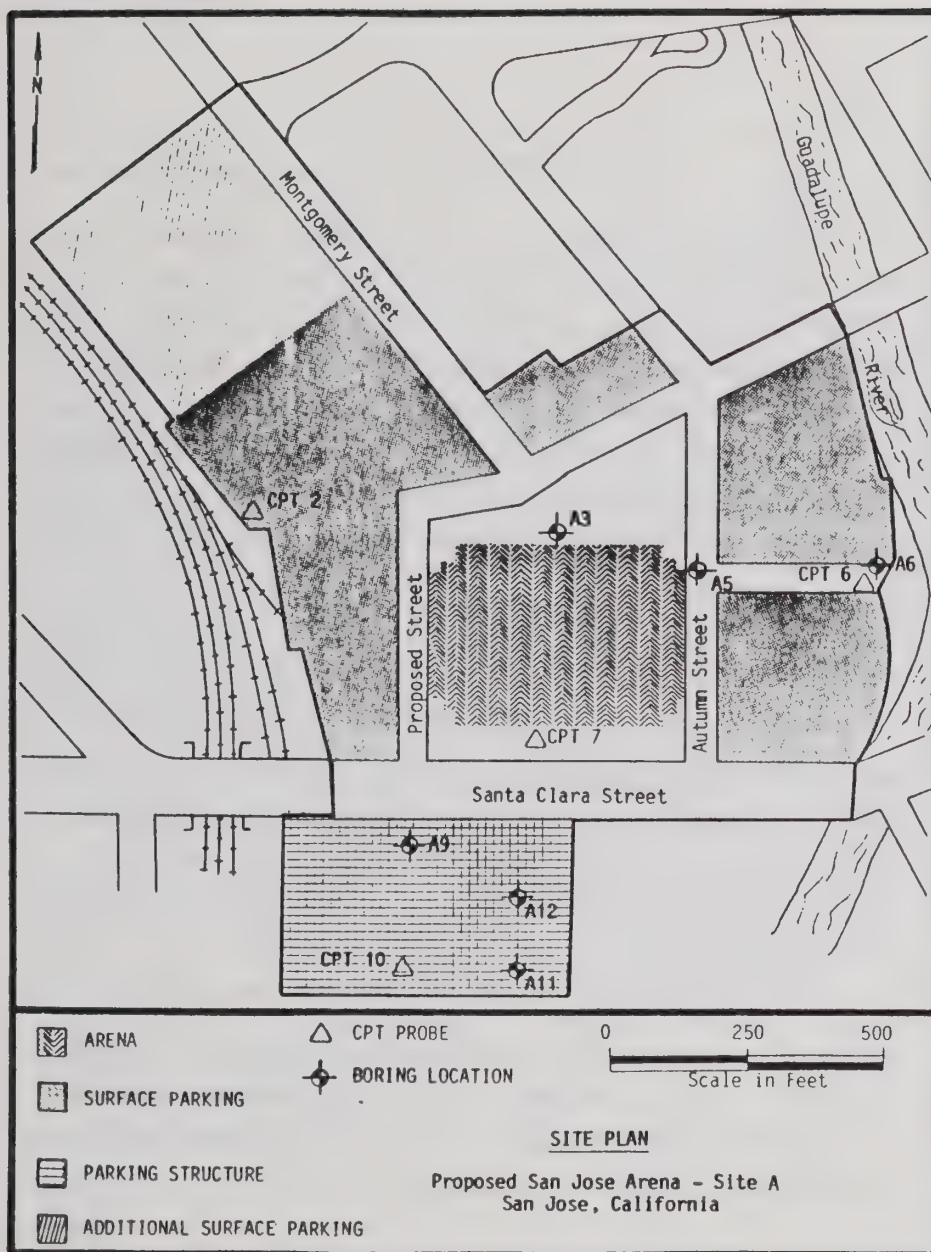 N
Montgomery Street
Guadalupe
River
CPT 2
A3
A5
CPT 6
A6
Proposed Street
Autumn Street
CPT 7
Santa Clara Street
A9
A12
CPT 10
A11
ARENA
SURFACE PARKING
PARKING STRUCTURE
ADDITIONAL SURFACE PARKING
CPT PROBE
BORING LOCATION
0 250 500
Scale in Feet
SITE PLAN
Proposed San Jose Arena - Site A
San Jose, California